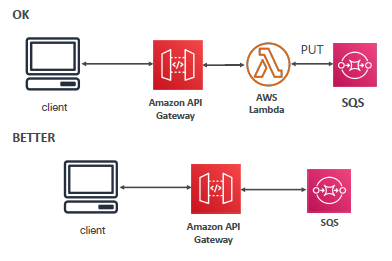 OK
PUT
client
Amazon API
Gateway
AWS
Lambda
SQS
BETTER
client
Amazon API
Gateway
SQS